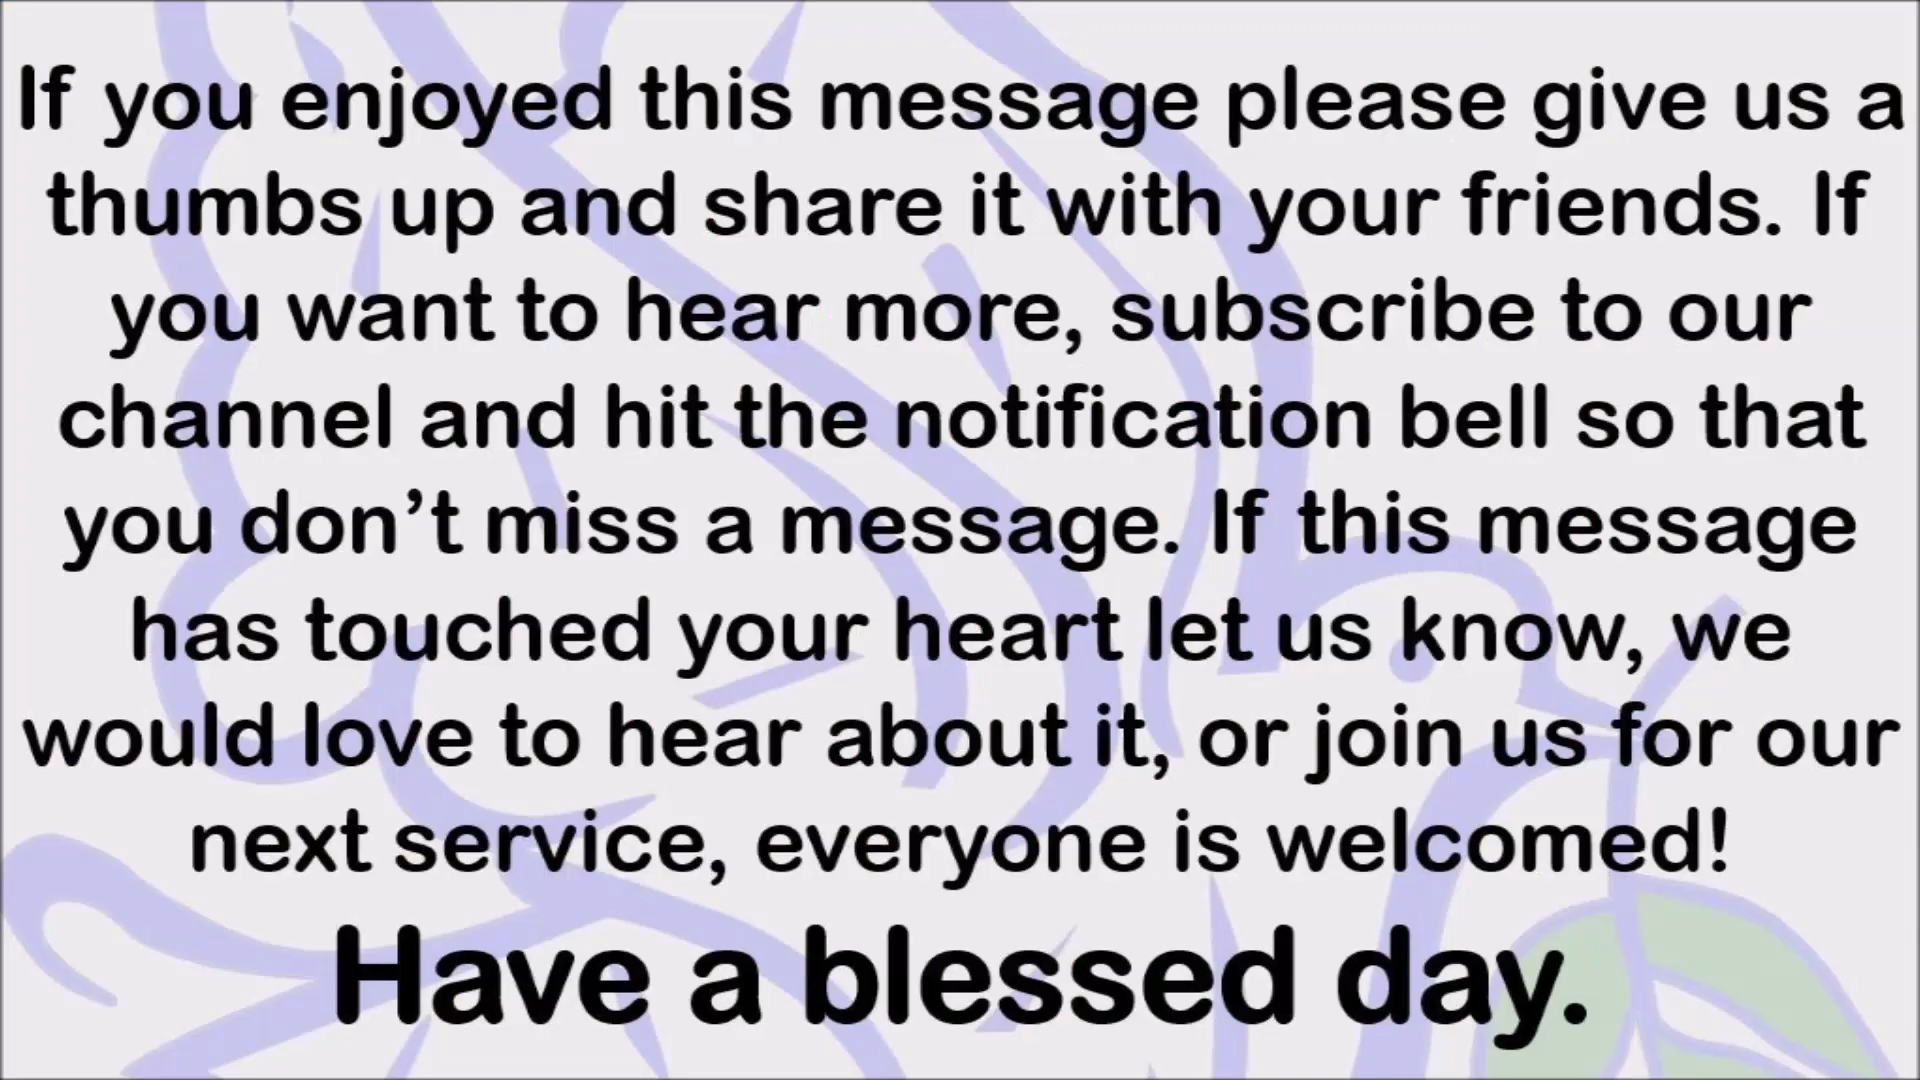 If you enjoyed this message please give us a
thumbs up and share it with your friends. If
you want to hear more, subscribe to our
channel and hit the notification bell so that
you don’t miss a message. If this message
has touched your heart let us know, we
would love to hear about it, or join us for our
next service, everyone is welcomed!
Have a blessed day.